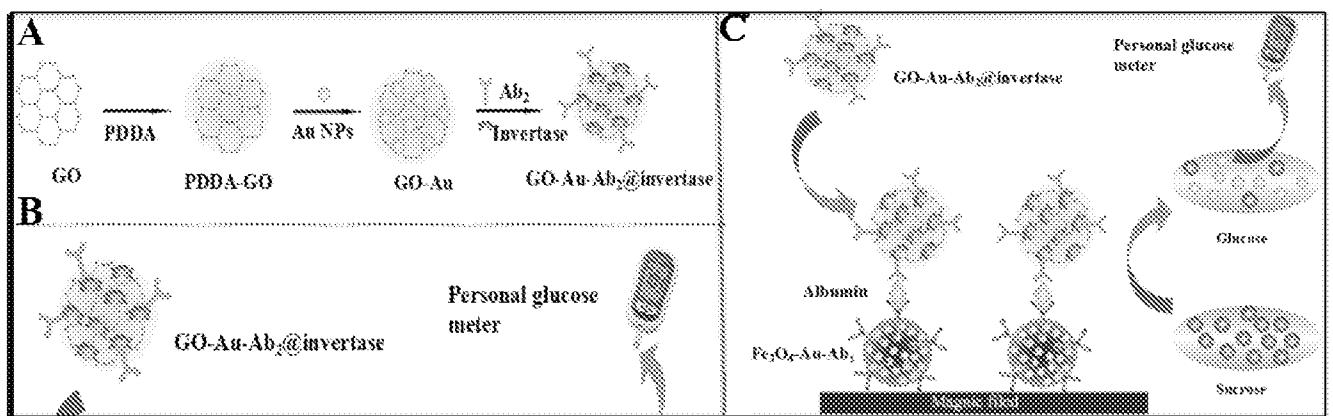 A
GO
PDDA
PDDA-GO
Au NPs
GO-Au
Ab₂
Invertase
GO-Au-Ab₂@invertase
B
GO-Au-Ab₂@invertase
Personal glucose
meter
C
GO-Au-Ab₂@invertase
Personal glucose
meter
Glucose
Albumin
Fe₃O₄-Au-Ab₁
Sucrose